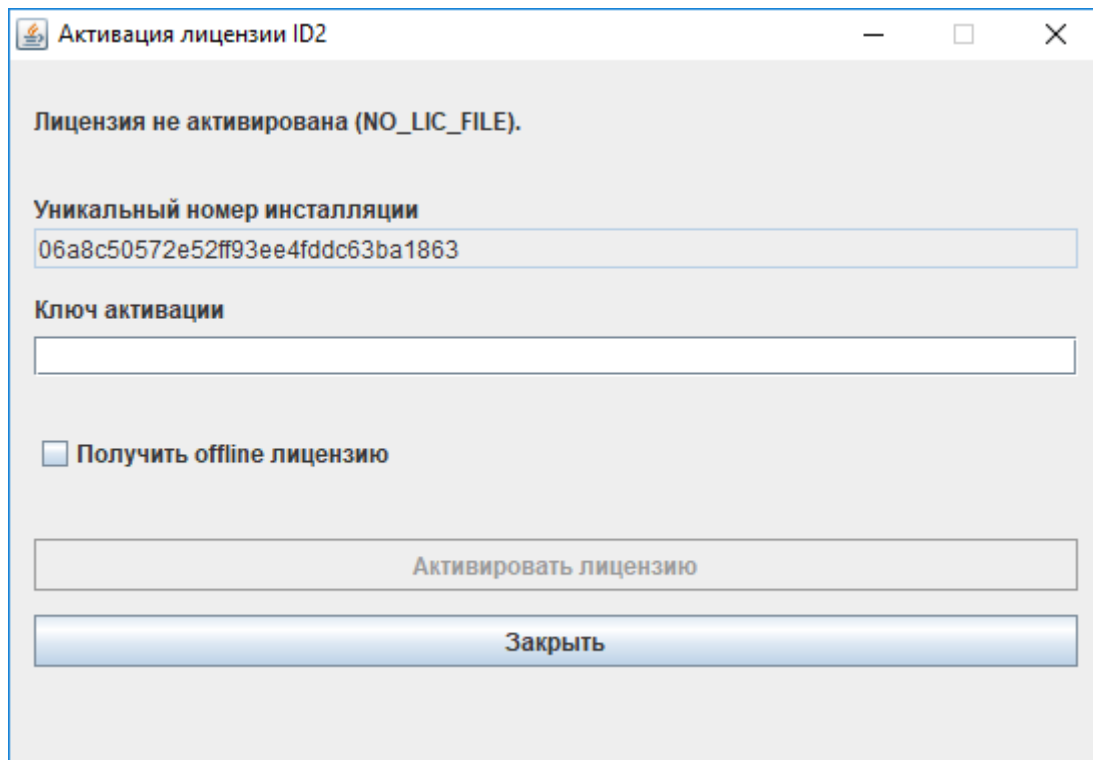 Активация лицензии ID2
Лицензия не активирована (NO_LIC_FILE).
Уникальный номер инсталляции
06a8c50572e52ff93ee4fddc63ba1863
Ключ активации
Получить offline лицензию
Активировать лицензию
Закрыть